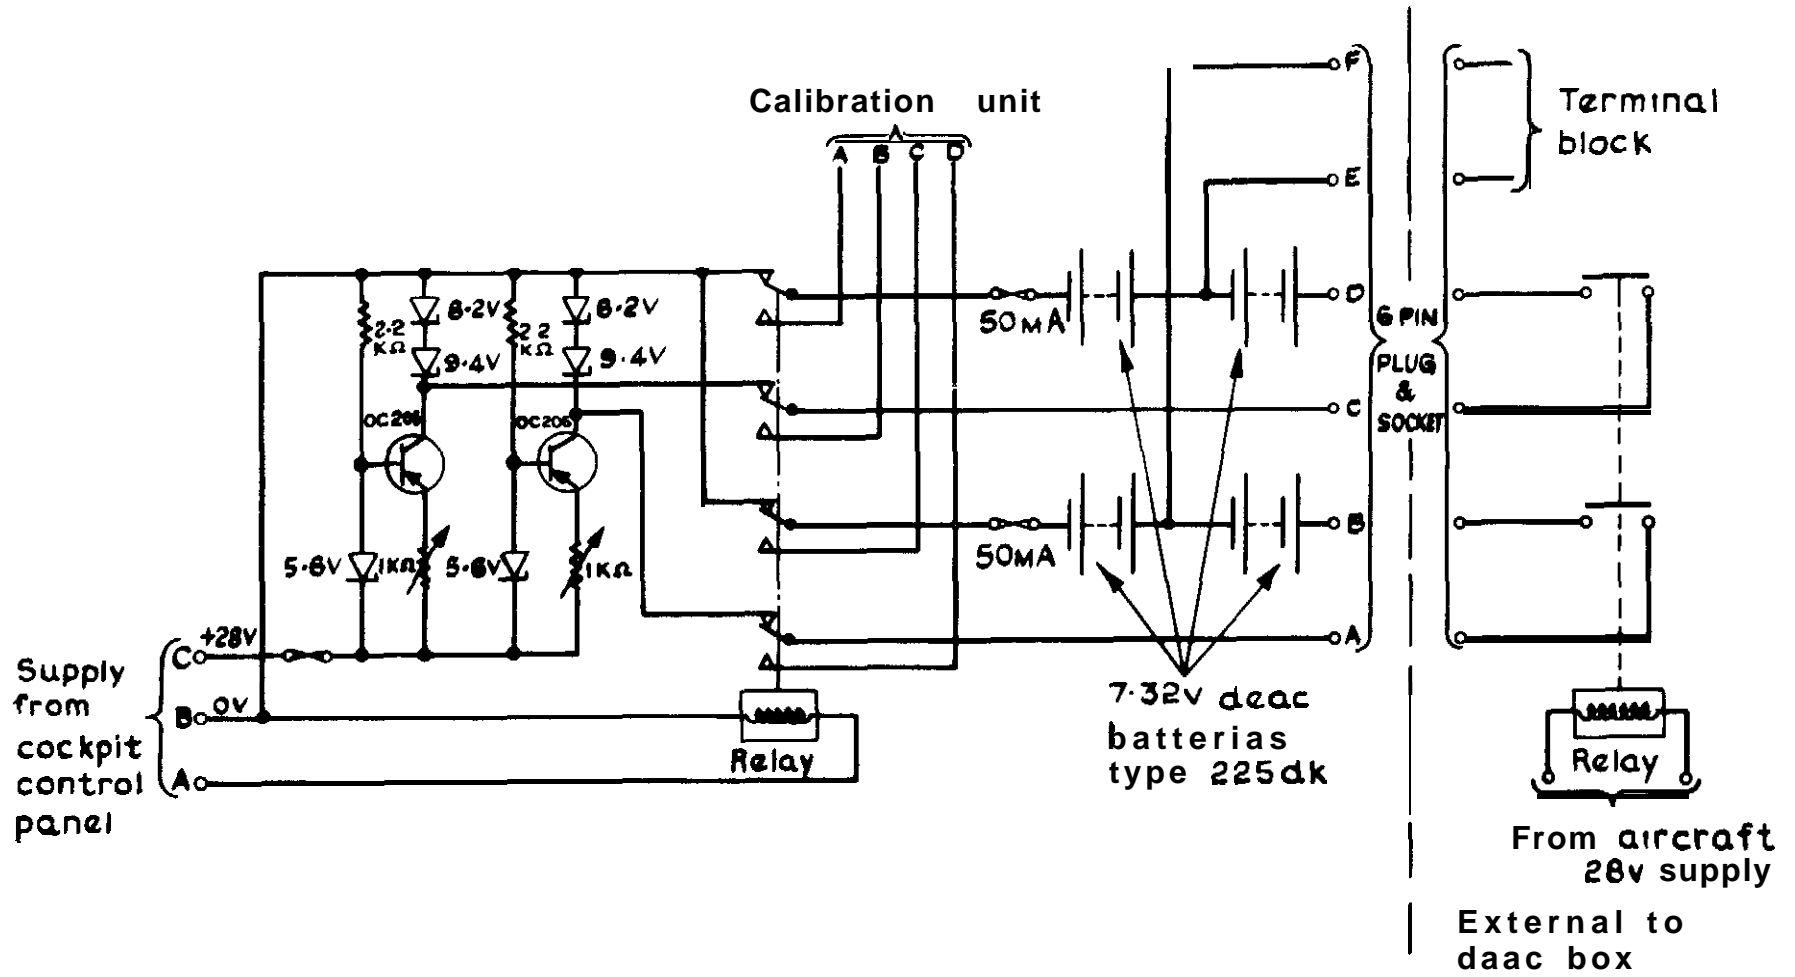 Calibration unit
A
A B C D
F
E
D
C
B
A
Terminal
block
6 PIN
PLUG
&
SOCKET
8.2V
8.2V
2.2
KΩ
2 2
KΩ
9.4V
9.4V
OC206
OC206
50MA
50MA
5.6V
1KΩ
5.6V
1KΩ
Supply
from
cockpit
control
panel
C +28V
B 0V
A
Relay
7.32V deac
batterias
type 225dk
Relay
From aircraft
28v supply
External to
daac box